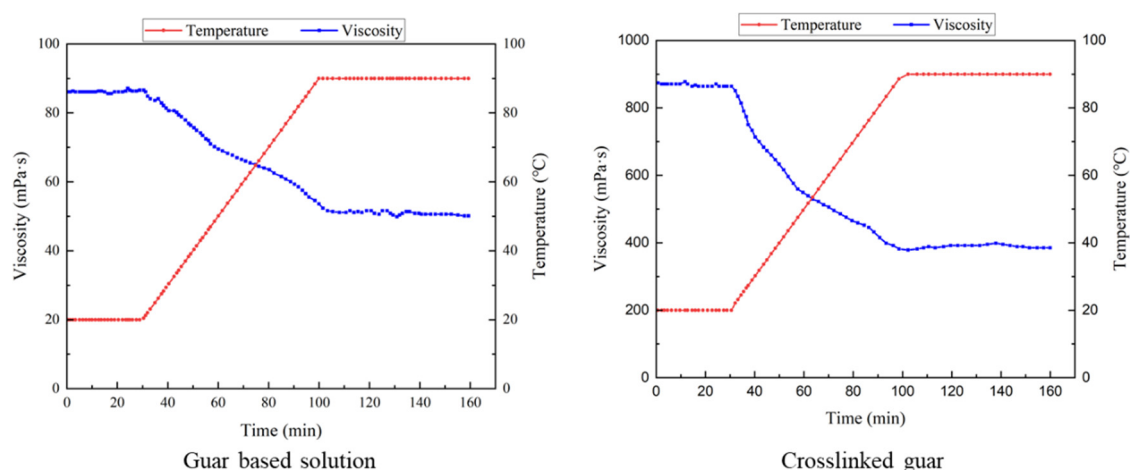 Temperature Viscosity
100 100
80 80
60 60
40 40
20 20
0 0
0 20 40 60 80 100 120 140 160
Viscosity (mPa·s)
Temperature (℃)
Time (min)
Guar based solution
Temperature Viscosity
1000 100
800 80
600 60
400 40
200 20
0 0
0 20 40 60 80 100 120 140 160
Viscosity (mPa·s)
Temperature (℃)
Time (min)
Crosslinked guar